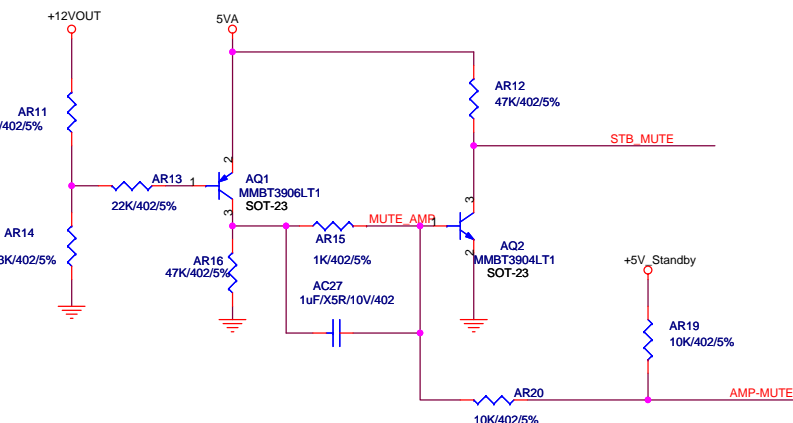 +12VOUT
5VA
AR11
/402/5%
AR12
47K/402/5%
STB_MUTE
AR13
1
2
AQ1
MMBT3906LT1
SOT-23
22K/402/5%
3
3
AR14
3K/402/5%
MUTE_AMP
1
AR15
1K/402/5%
AR16
47K/402/5%
AQ2
MMBT3904LT1
SOT-23
2
+5V_Standby
AC27
1uF/X5R/10V/402
AR19
10K/402/5%
AR20
10K/402/5%
AMP-MUTE